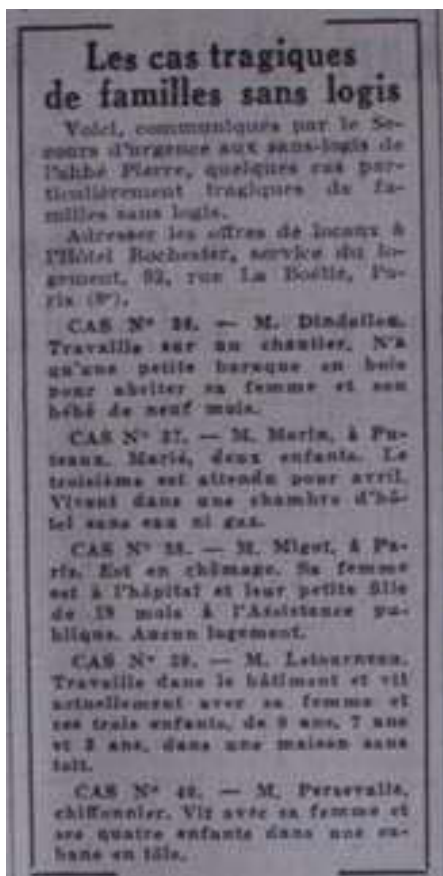 Les cas tragiques
de familles sans logis
Voici, communiqués par le Se-
cours d'urgence aux sans-logis de
l'abbé Pierre, quelques cas par-
ticulièrement tragiques de fa-
milles sans logis.
Adresser les offres de locaux à
l'Hôtel Rochester, service du lo-
gement, 92, rue La Boétie, Pa-
ris (8e).
CAS N° 36. — M.
Travaille sur un chantier. N'a
qu'une petite baraque en bois
pour abriter sa femme et son
bébé de neuf mois.
CAS N° 37. — M. Morin, à Pu-
teaux. Marié, deux enfants. Le
troisième est attendu pour avril.
Vivent dans une chambre d'hô-
tel sans eau ni gaz.
CAS N° 38. — M. Migot, à Pa-
ris. Est en chômage. Sa femme
est à l'hôpital et leur petite fille
de mois à l'Assistance pu-
blique. Aucun logement.
CAS N° 39. — M. Letourneau.
Travaille dans le bâtiment et vit
actuellement avec sa femme et
ses trois enfants, de ans, 7 ans
et ans, dans une maison sans
toit.
CAS N° 40. — M. Persevalle,
chiffonnier. Vit avec sa femme et
ses quatre enfants dans une ca-
bane en tôle.